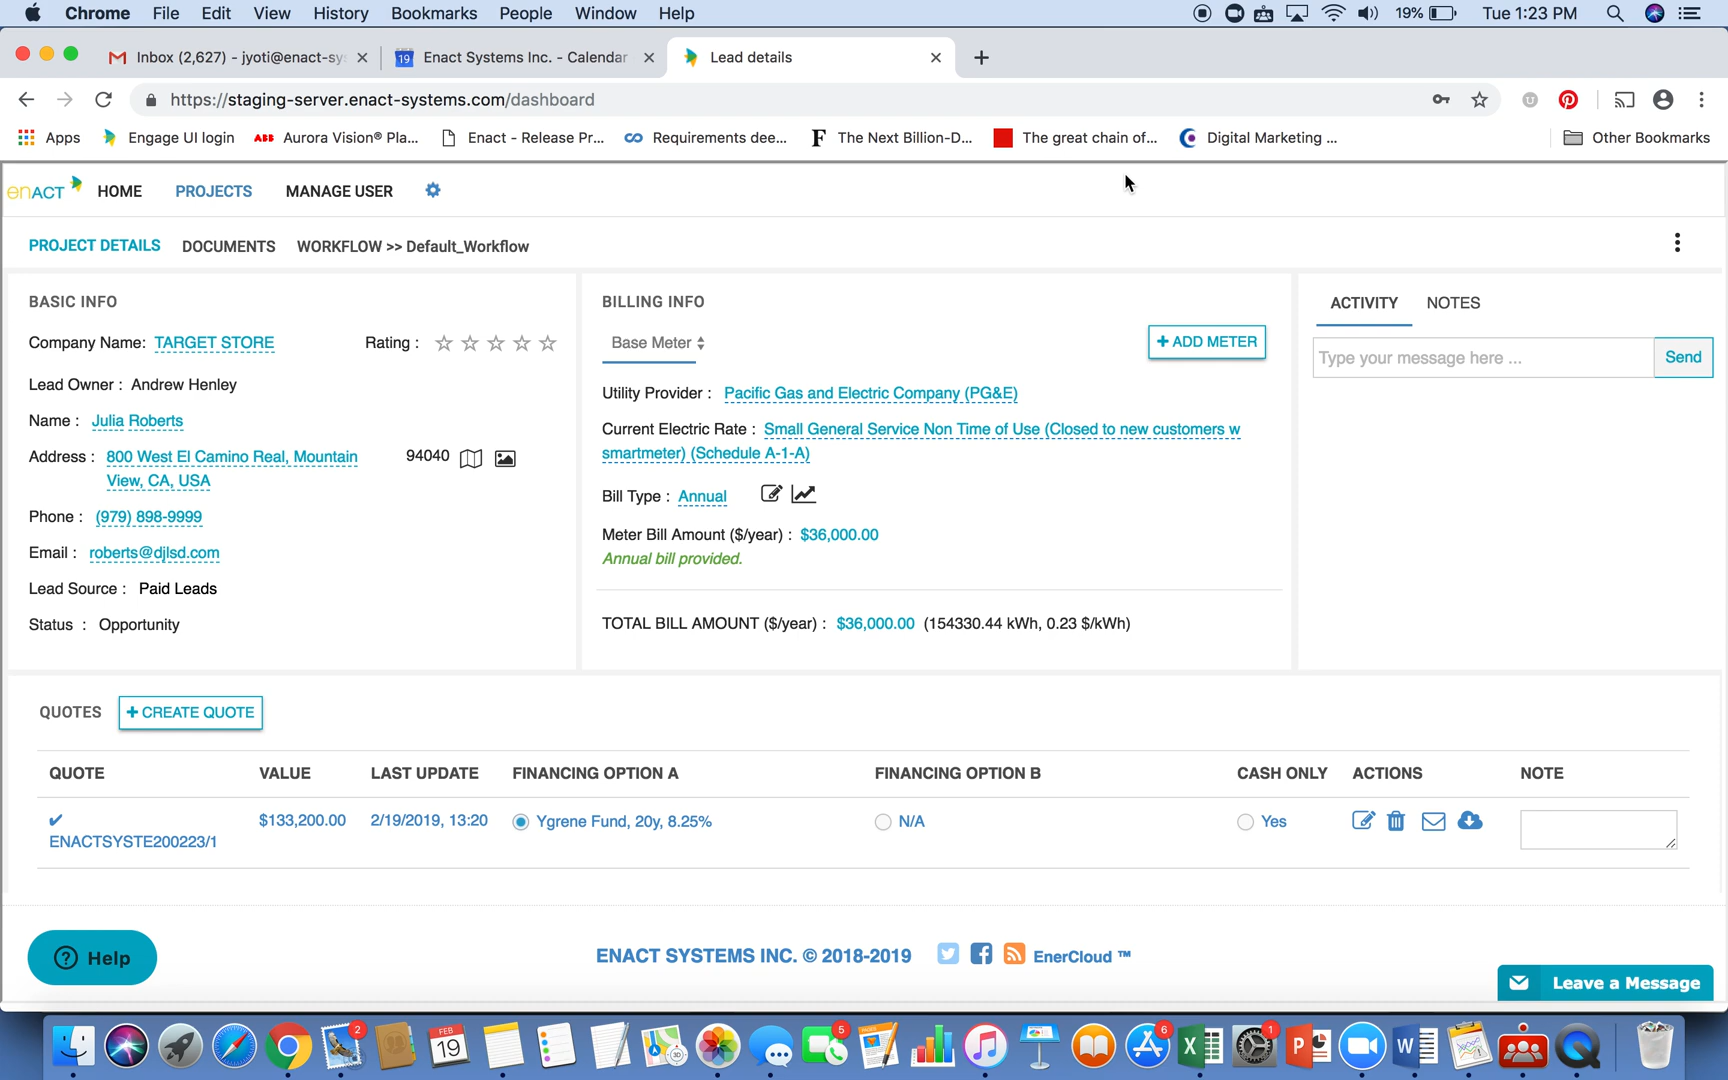 Chrome File Edit View History Bookmarks People Window Help 19% Tue 1:23 PM
Inbox (2,627) - jyoti@enact-sy Enact Systems Inc. - Calendar Lead details
19
https://staging-server.enact-systems.com/dashboard
Apps Engage UI login ABB Aurora Vision® Pla... Enact - Release Pr... Requirements dee... F The Next Billion-D... The great chain of... Digital Marketing ... Other Bookmarks
enACT HOME PROJECTS MANAGE USER
PROJECT DETAILS DOCUMENTS WORKFLOW >> Default_Workflow
BASIC INFO
Company Name: TARGET STORE Rating :
Lead Owner : Andrew Henley
Name : Julia Roberts
Address : 800 West El Camino Real, Mountain 94040
View, CA, USA
Phone : (979) 898-9999
Email : roberts@djlsd.com
Lead Source : Paid Leads
Status : Opportunity
BILLING INFO
Base Meter + ADD METER
Utility Provider : Pacific Gas and Electric Company (PG&E)
Current Electric Rate : Small General Service Non Time of Use (Closed to new customers w
smartmeter) (Schedule A-1-A)
Bill Type : Annual
Meter Bill Amount ($/year) : $36,000.00
Annual bill provided.
TOTAL BILL AMOUNT ($/year) : $36,000.00 (154330.44 kWh, 0.23 $/kWh)
ACTIVITY NOTES
Type your message here ... Send
QUOTES + CREATE QUOTE
QUOTE VALUE LAST UPDATE FINANCING OPTION A FINANCING OPTION B CASH ONLY ACTIONS NOTE
✔ $133,200.00 2/19/2019, 13:20 Ygrene Fund, 20y, 8.25% N/A Yes
ENACTSYSTE200223/1
? Help
ENACT SYSTEMS INC. © 2018-2019 EnerCloud ™
Leave a Message
2 FEB 19 3D 5 6 X 1 P W